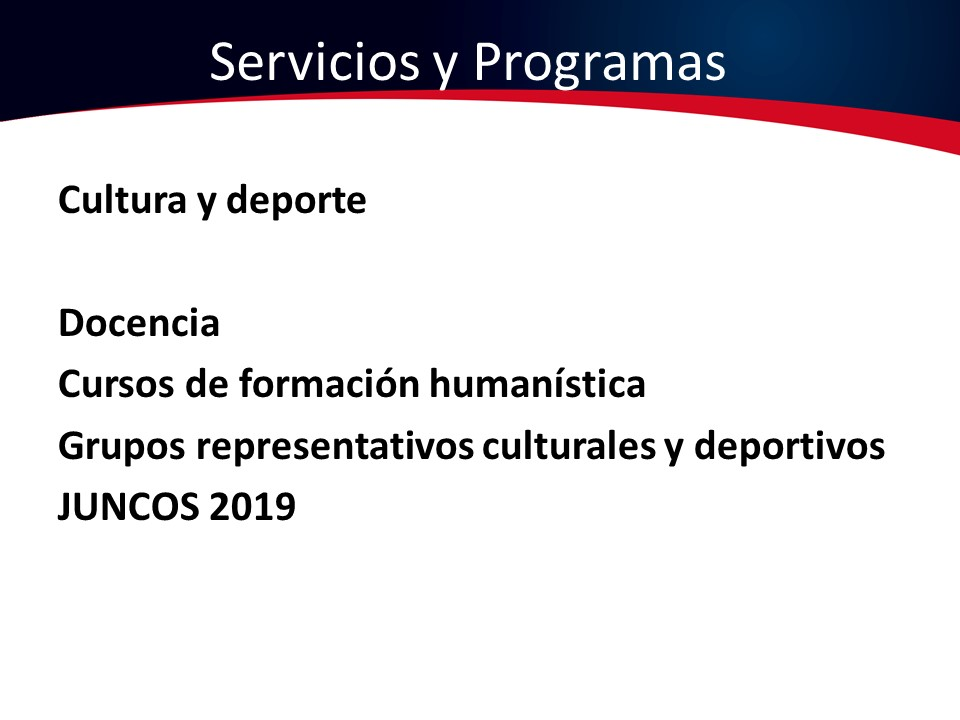 Servicios y Programas
Cultura y deporte
Docencia
Cursos de formación humanística
Grupos representativos culturales y deportivos
JUNCOS 2019